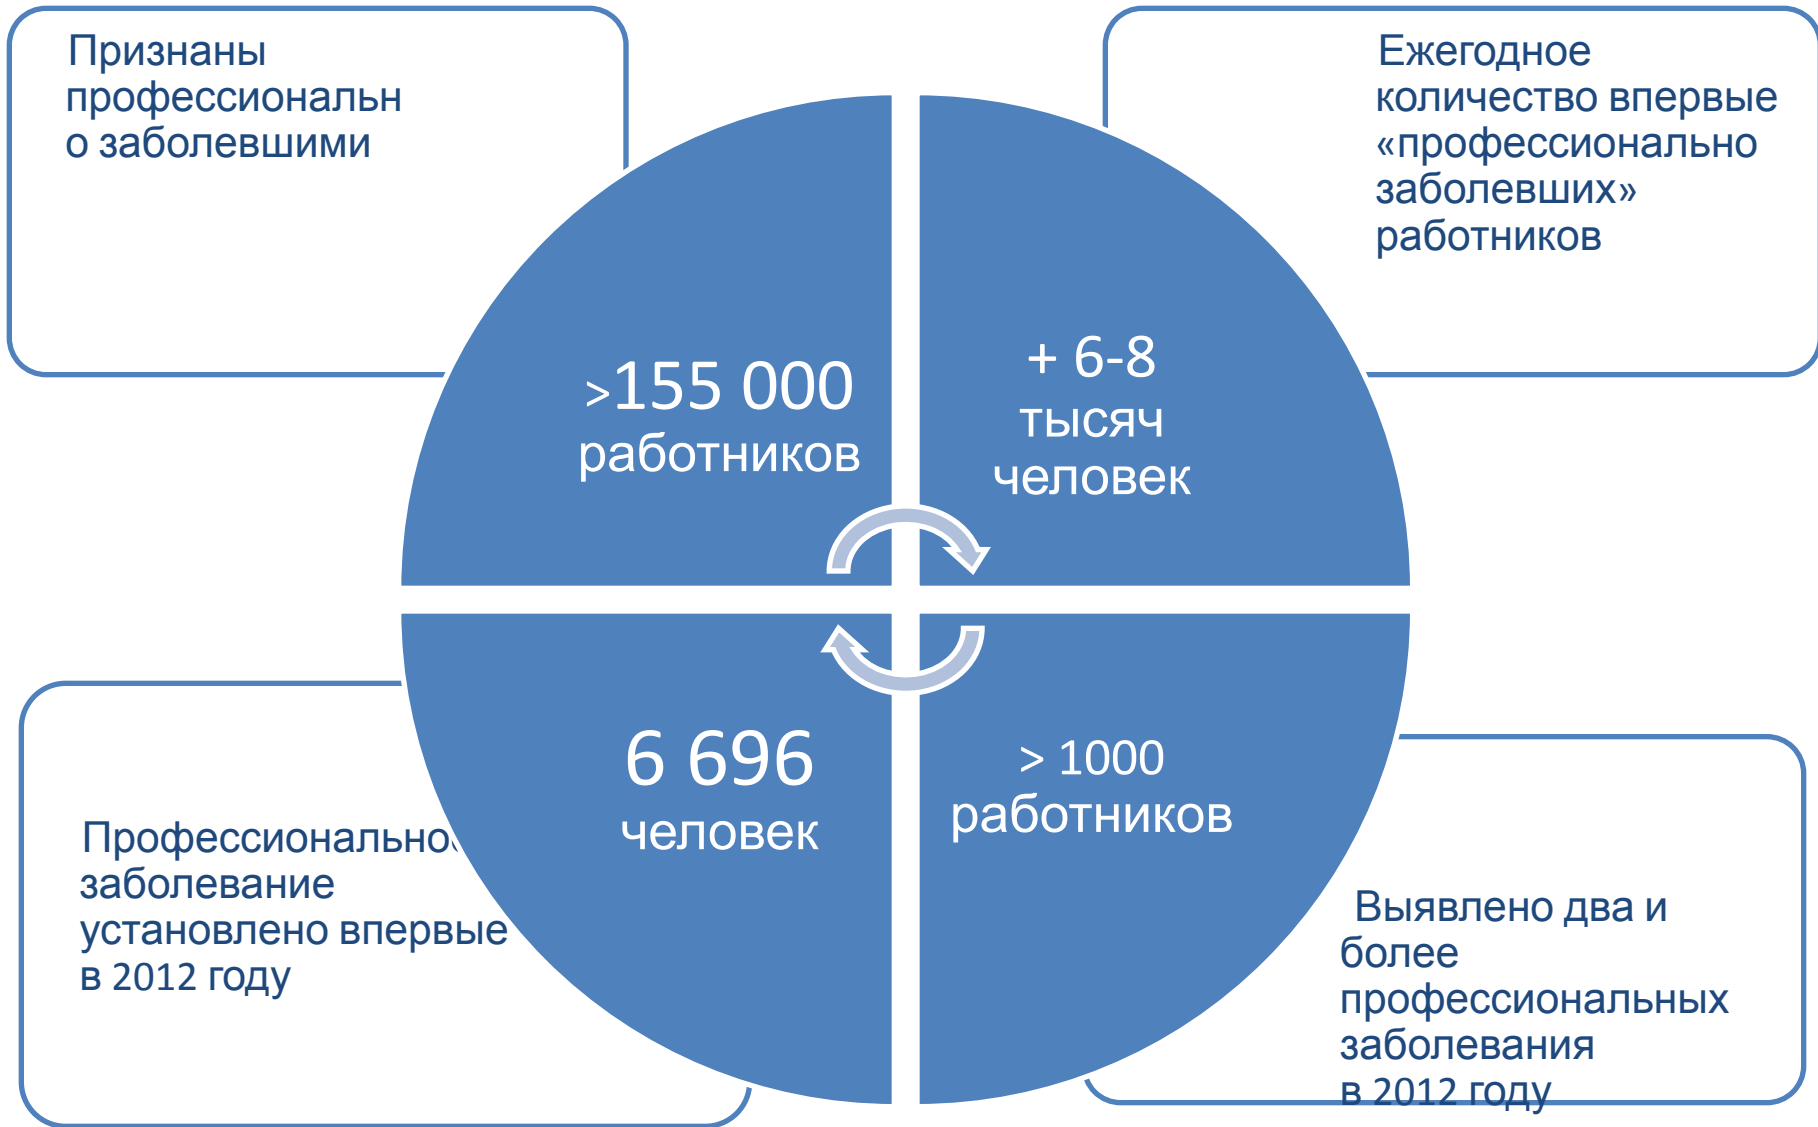 Признаны
профессиональн
о заболевшими
Ежегодное
количество впервые
«профессионально
заболевших»
работников
>155 000
работников
+ 6-8
тысяч
человек
6 696
человек
> 1000
работников
Профессионально
заболевание
установлено впервые
в 2012 году
Выявлено два и
более
профессиональных
заболевания
в 2012 году